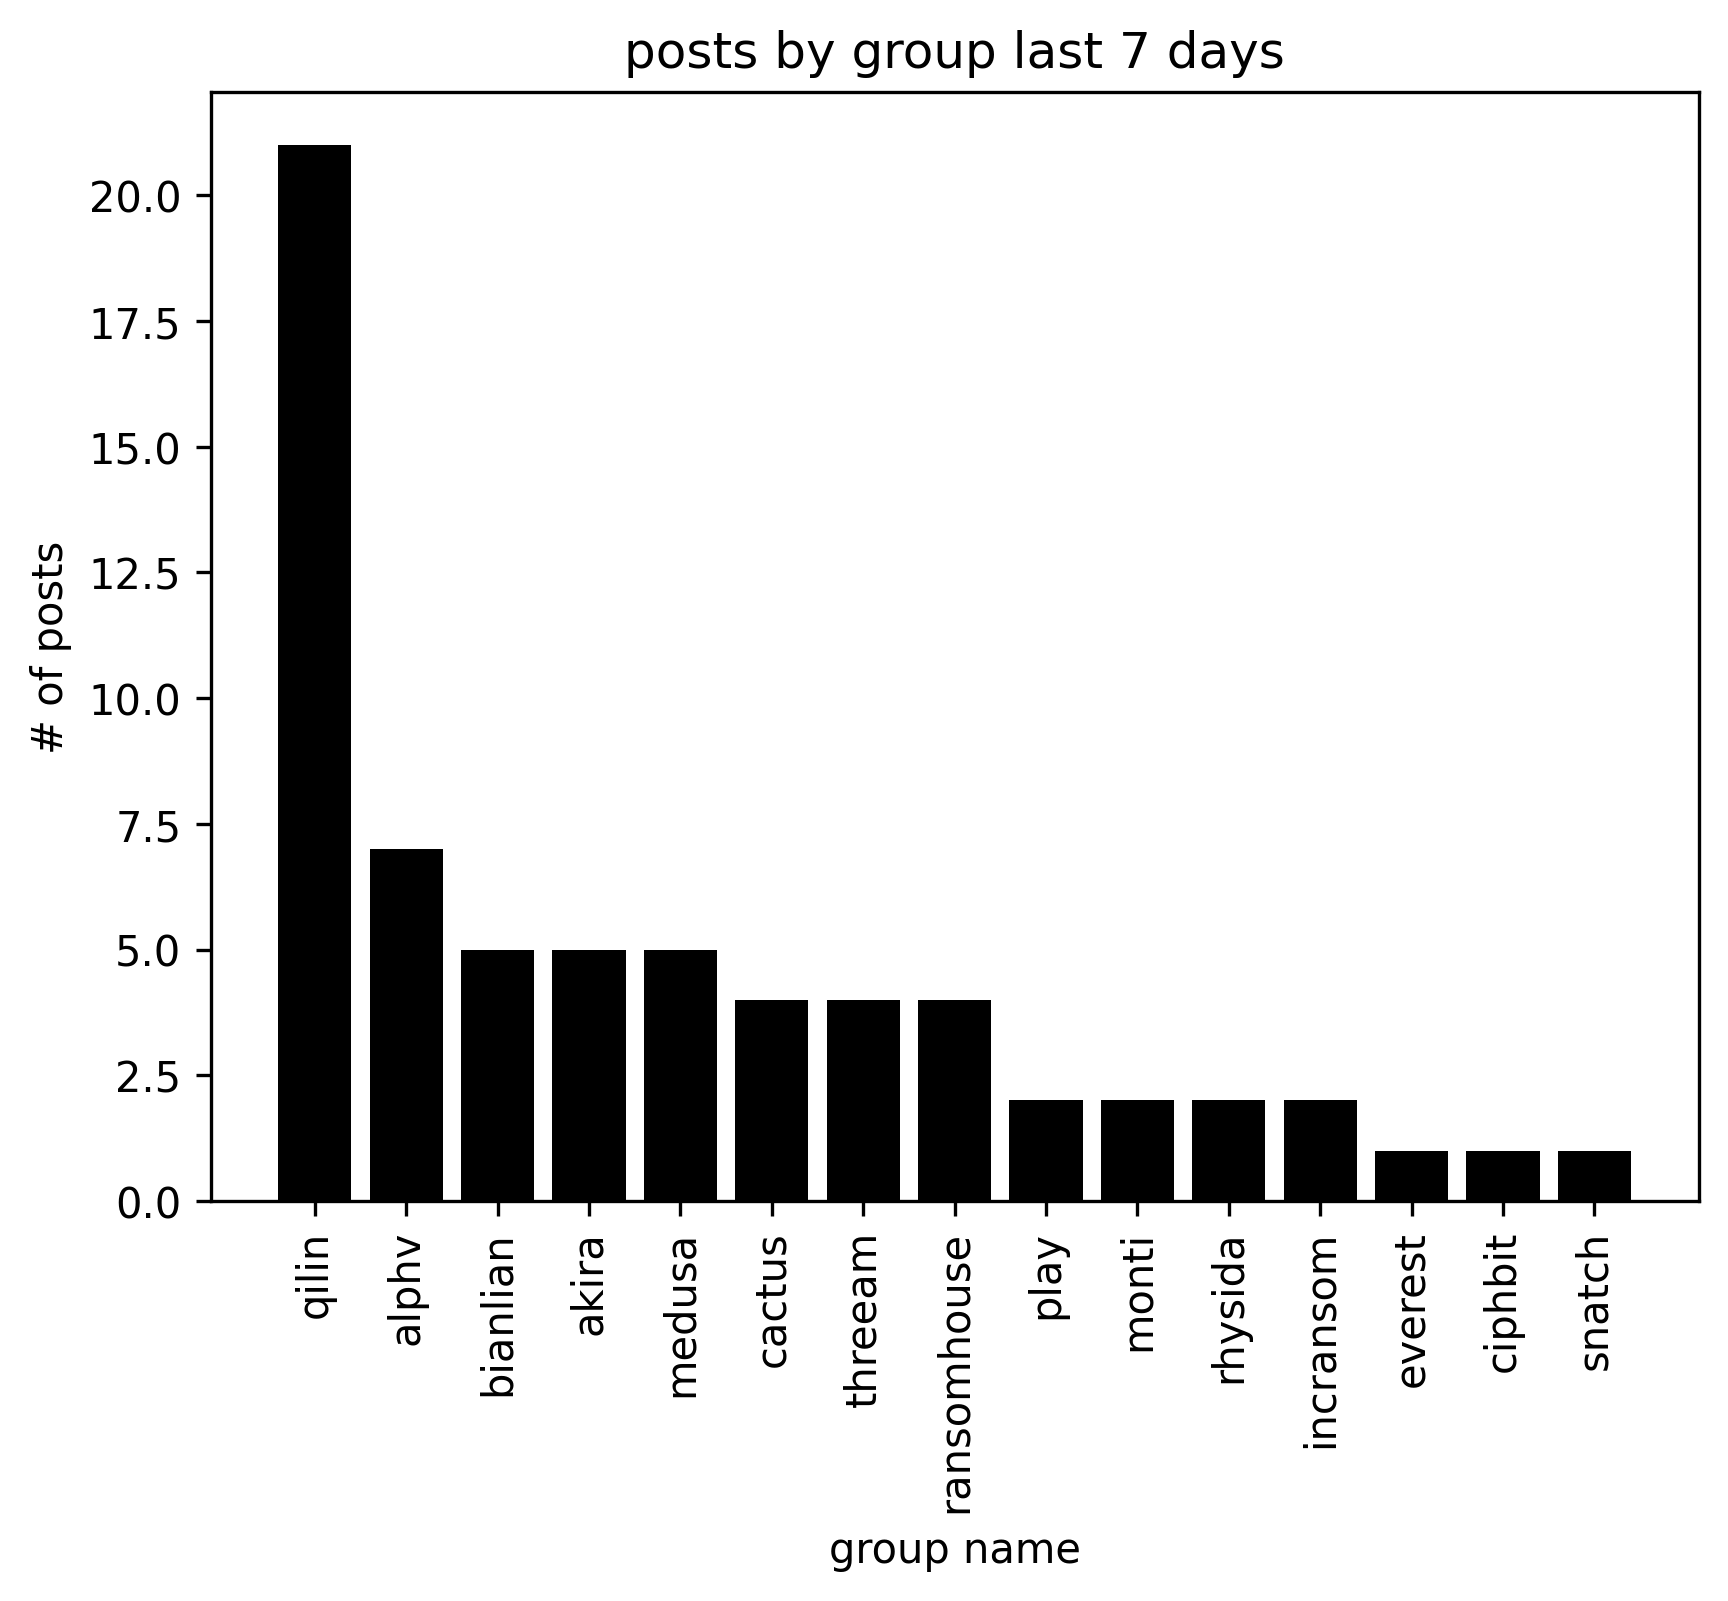 posts by group last 7 days
# of posts
20.0
17.5
15.0
12.5
10.0
7.5
5.0
2.5
0.0
qilin
alphv
bianlian
akira
medusa
cactus
threeam
ransomhouse
play
monti
rhysida
incransom
everest
ciphbit
snatch
group name